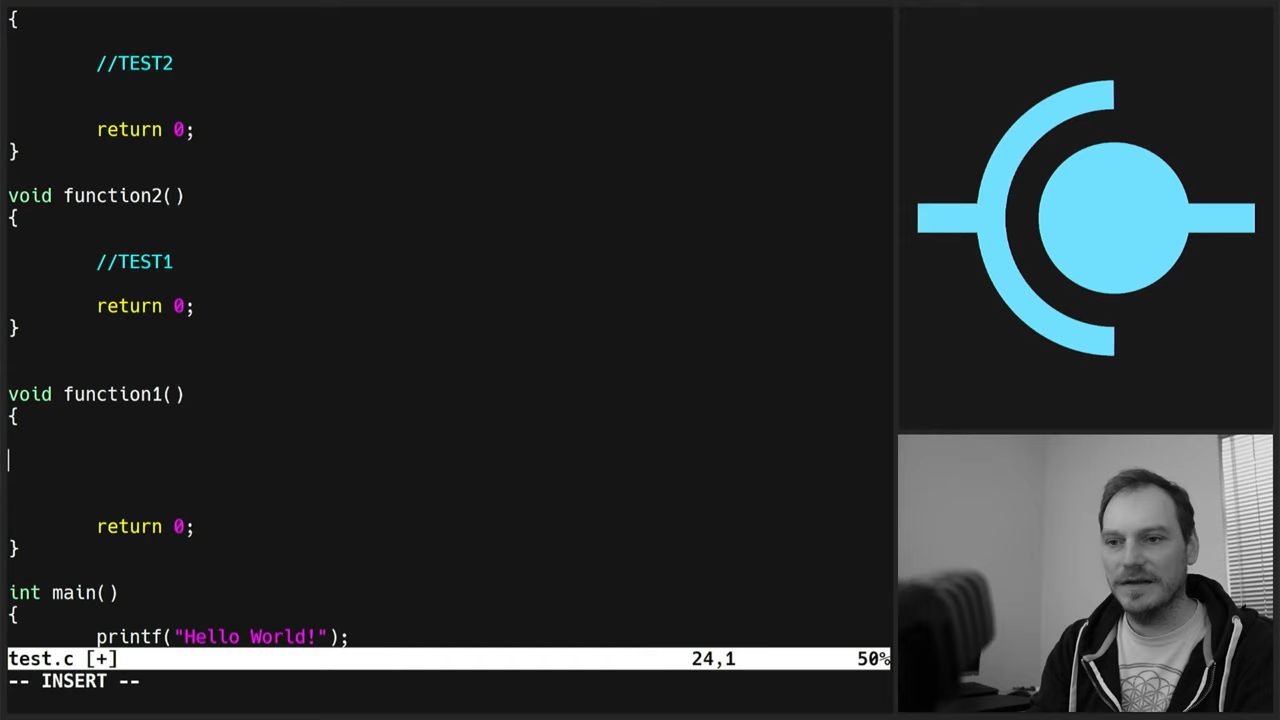 {
//TEST2
return 0;
}
void function2()
{
//TEST1
return 0;
}
void function1()
{
return 0;
}
int main()
{
printf("Hello World!");
test.c [+] 24,1 50%
-- INSERT --